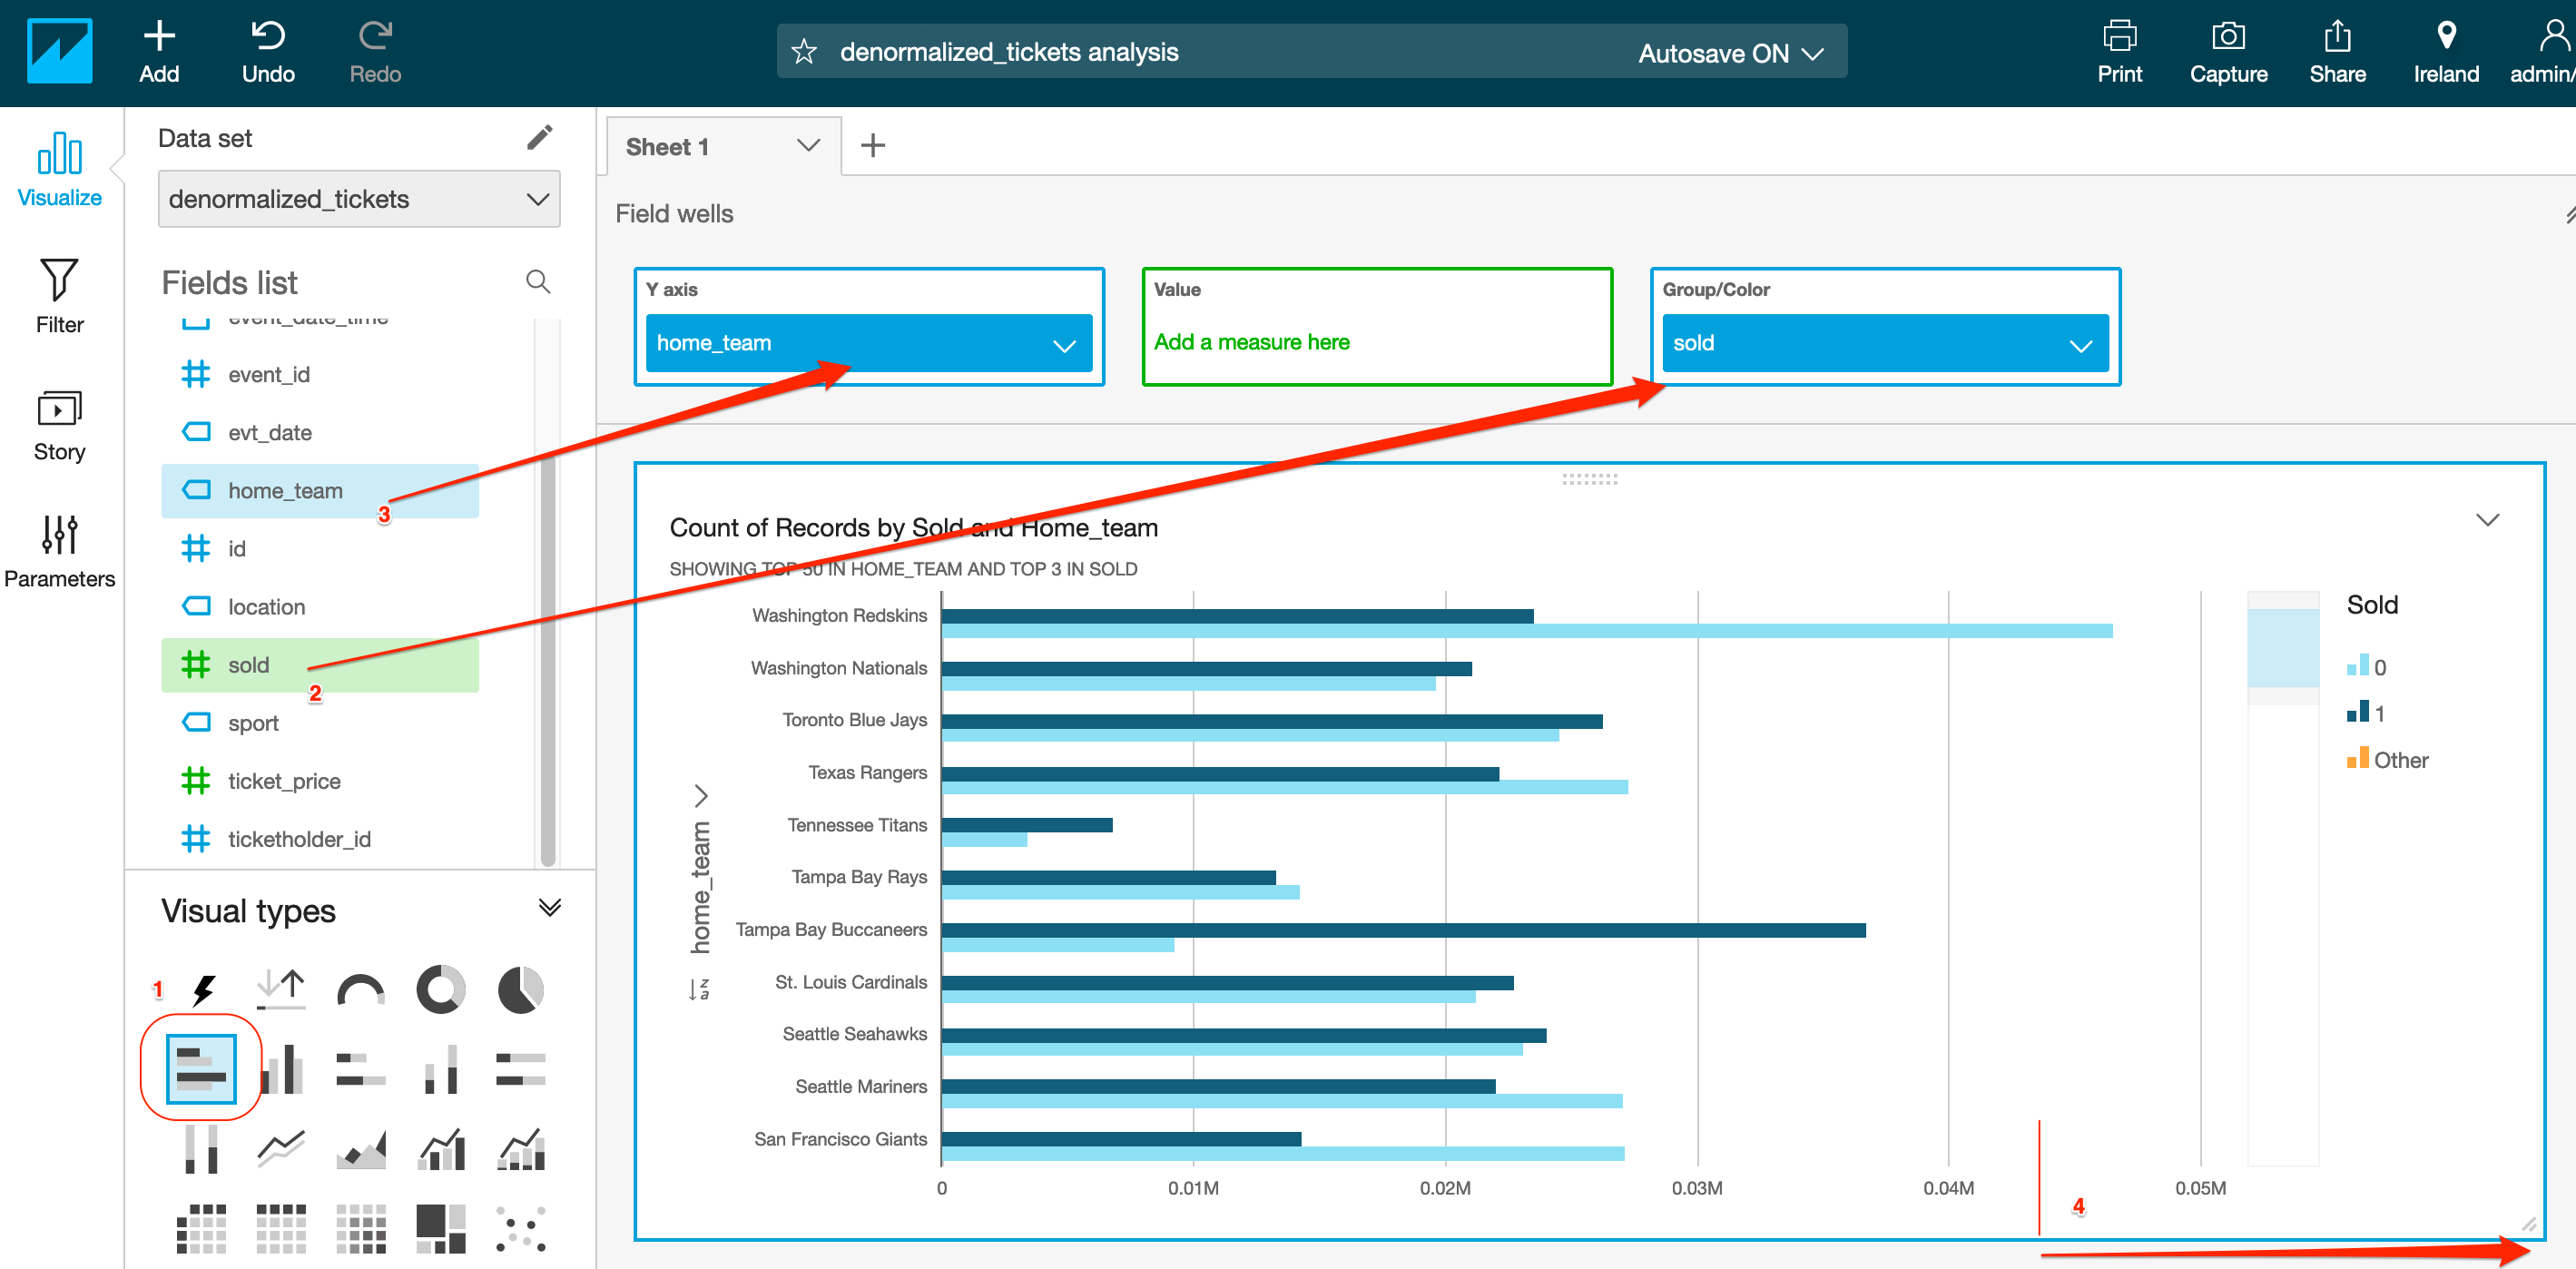 Add
Undo
Redo
denormalized_tickets analysis
Autosave ON
Print
Capture
Share
Ireland
admin/
Visualize
Filter
Story
Parameters
Data set
denormalized_tickets
Fields list
event_date_time
event_id
evt_date
home_team
3
id
location
sold
2
sport
ticket_price
ticketholder_id
Visual types
1
Sheet 1
Field wells
Y axis
home_team
Value
Add a measure here
Group/Color
sold
Count of Records by Sold and Home_team
SHOWING TOP 50 IN HOME_TEAM AND TOP 3 IN SOLD
home_team
z
a
Washington Redskins
Washington Nationals
Toronto Blue Jays
Texas Rangers
Tennessee Titans
Tampa Bay Rays
Tampa Bay Buccaneers
St. Louis Cardinals
Seattle Seahawks
Seattle Mariners
San Francisco Giants
0
0.01M
0.02M
0.03M
0.04M
0.05M
Sold
0
1
Other
4